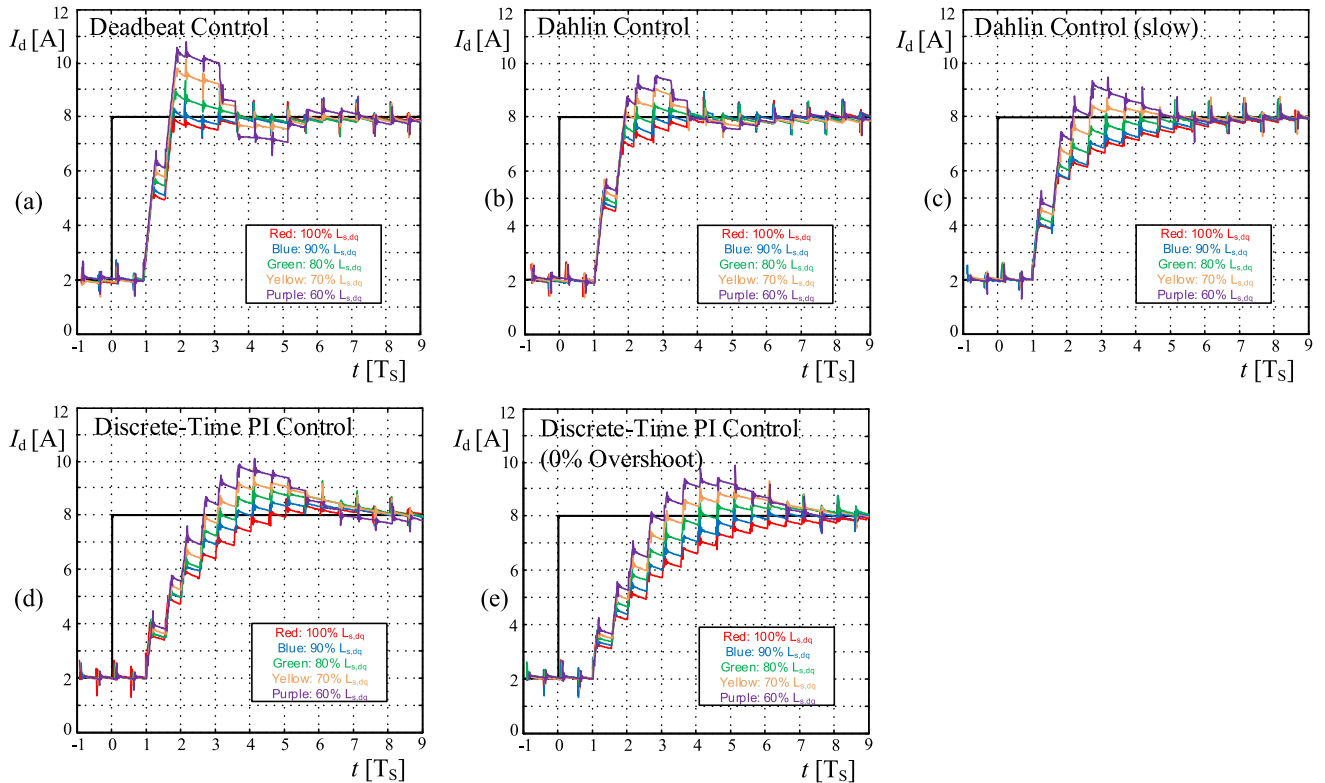 Deadbeat Control
I_d [A]
12
10
8
6
4
2
0
(a)
Red: 100% L_s,dq
Blue: 90% L_s,dq
Green: 80% L_s,dq
Yellow: 70% L_s,dq
Purple: 60% L_s,dq
-1 0 1 2 3 4 5 6 7 8 9
t [T_S]
Dahlin Control
I_d [A]
12
10
8
6
4
2
0
(b)
Red: 100% L_s,dq
Blue: 90% L_s,dq
Green: 80% L_s,dq
Yellow: 70% L_s,dq
Purple: 60% L_s,dq
-1 0 1 2 3 4 5 6 7 8 9
t [T_S]
Dahlin Control (slow)
I_d [A]
12
10
8
6
4
2
0
(c)
Red: 100% L_s,dq
Blue: 90% L_s,dq
Green: 80% L_s,dq
Yellow: 70% L_s,dq
Purple: 60% L_s,dq
-1 0 1 2 3 4 5 6 7 8 9
t [T_S]
Discrete-Time PI Control
I_d [A]
12
10
8
6
4
2
0
(d)
Red: 100% L_s,dq
Blue: 90% L_s,dq
Green: 80% L_s,dq
Yellow: 70% L_s,dq
Purple: 60% L_s,dq
-1 0 1 2 3 4 5 6 7 8 9
t [T_S]
Discrete-Time PI Control
(0% Overshoot)
I_d [A]
12
10
8
6
4
2
0
(e)
Red: 100% L_s,dq
Blue: 90% L_s,dq
Green: 80% L_s,dq
Yellow: 70% L_s,dq
Purple: 60% L_s,dq
-1 0 1 2 3 4 5 6 7 8 9
t [T_S]